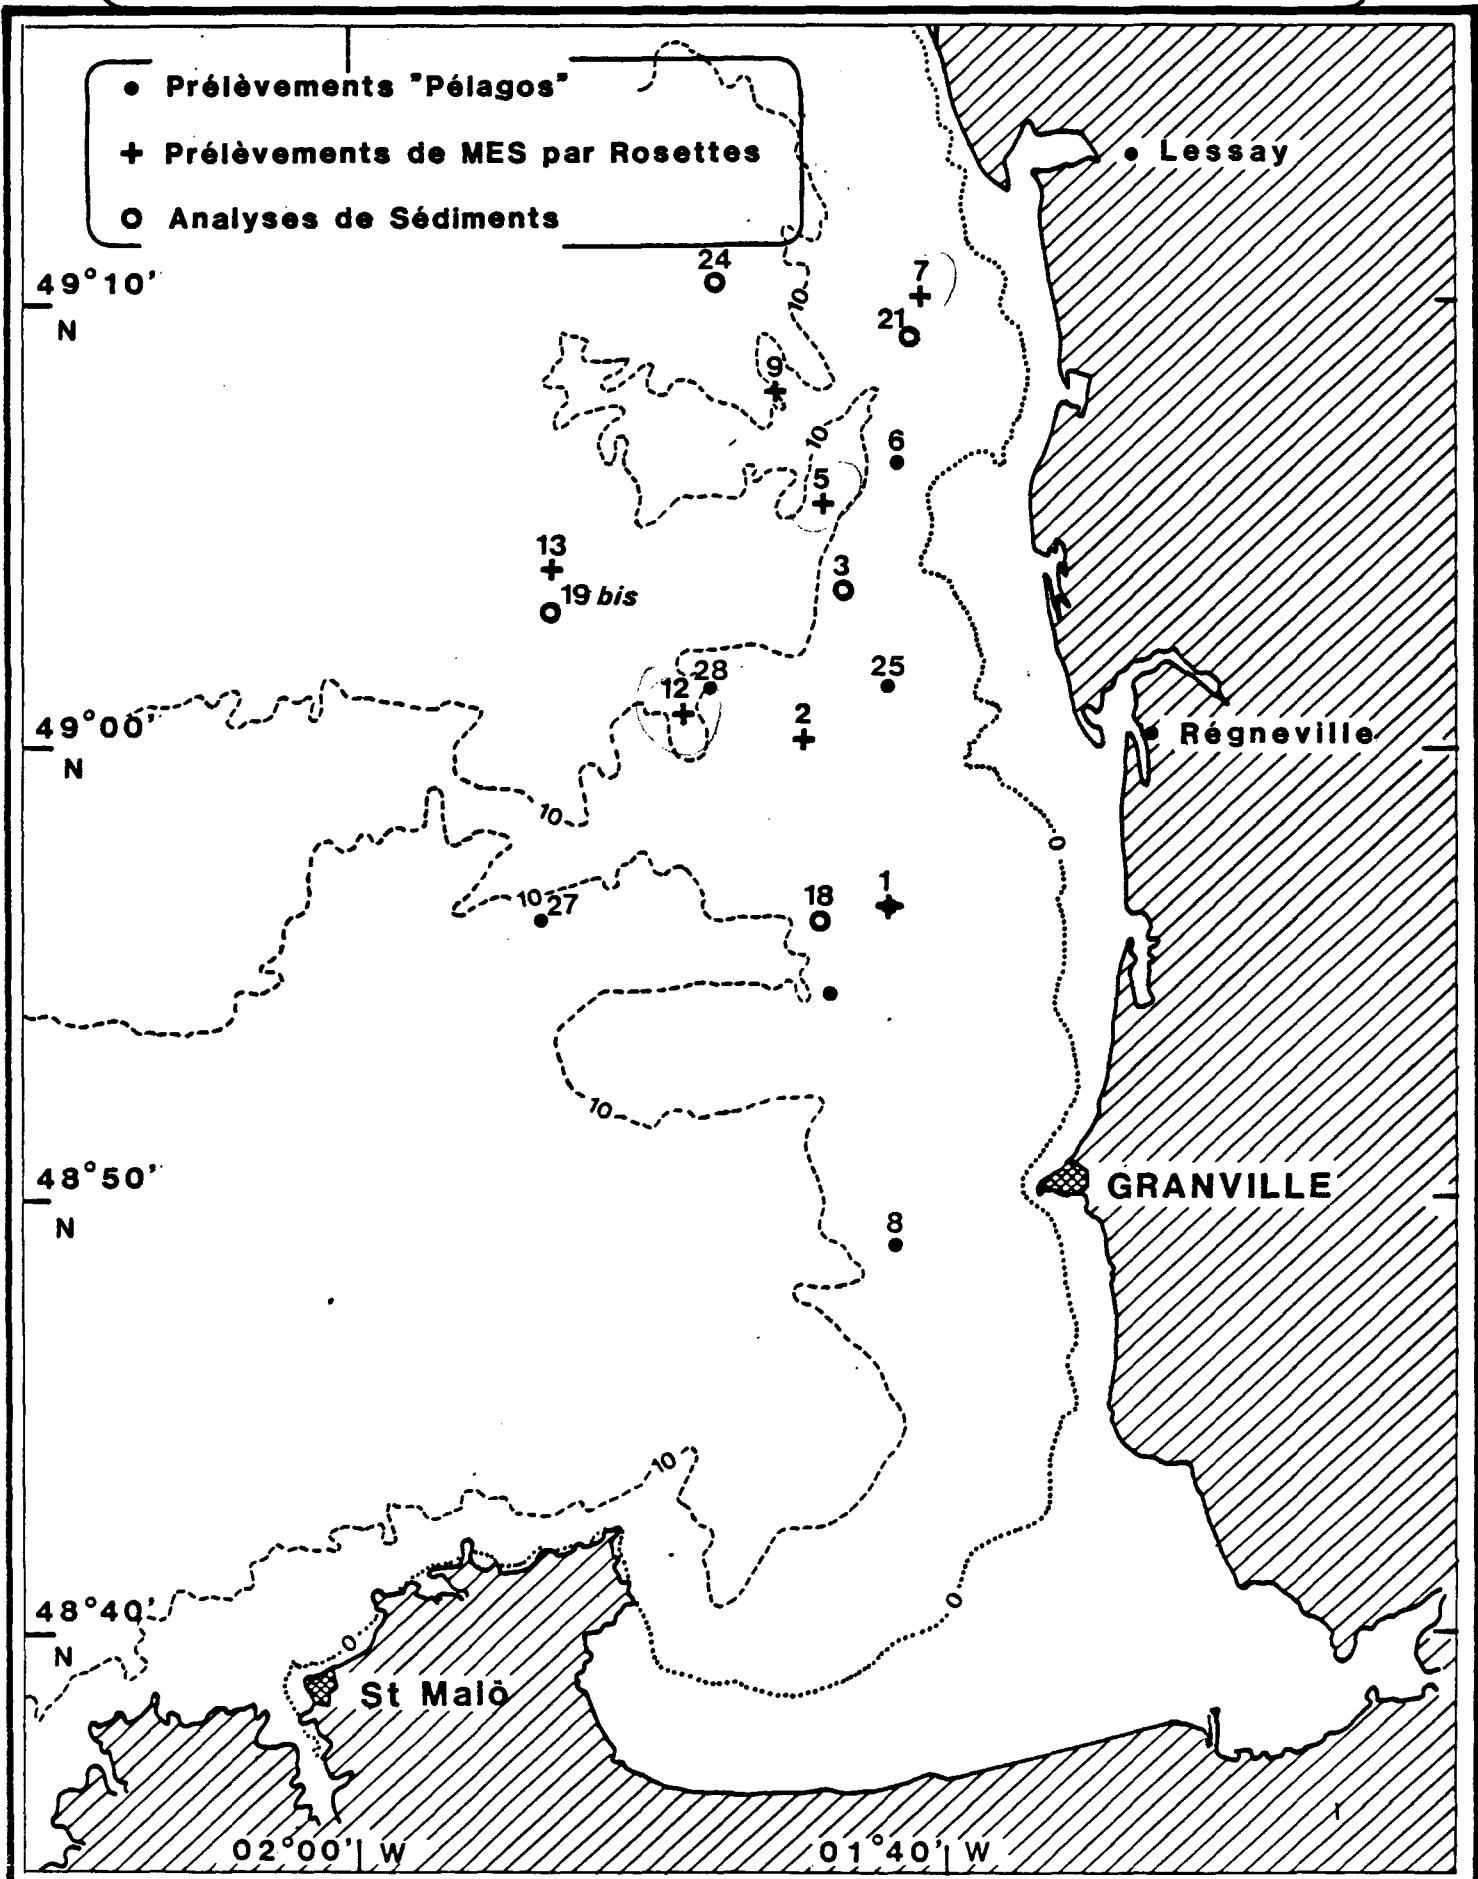 ● Prélèvements "Pélagos"
+ Prélèvements de MES par Rosettes
o Analyses de Sédiments
Lessay
24
7
49°10'
N
10
21
9
10
6
5
13
3
19 bis
28
25
12
2
49°00'
N
Régneville
10
0
1
10
27
18
10
48°50'
N
GRANVILLE
8
10
48°40'
N
0
0
St Malô
02°00' W
01°40' W